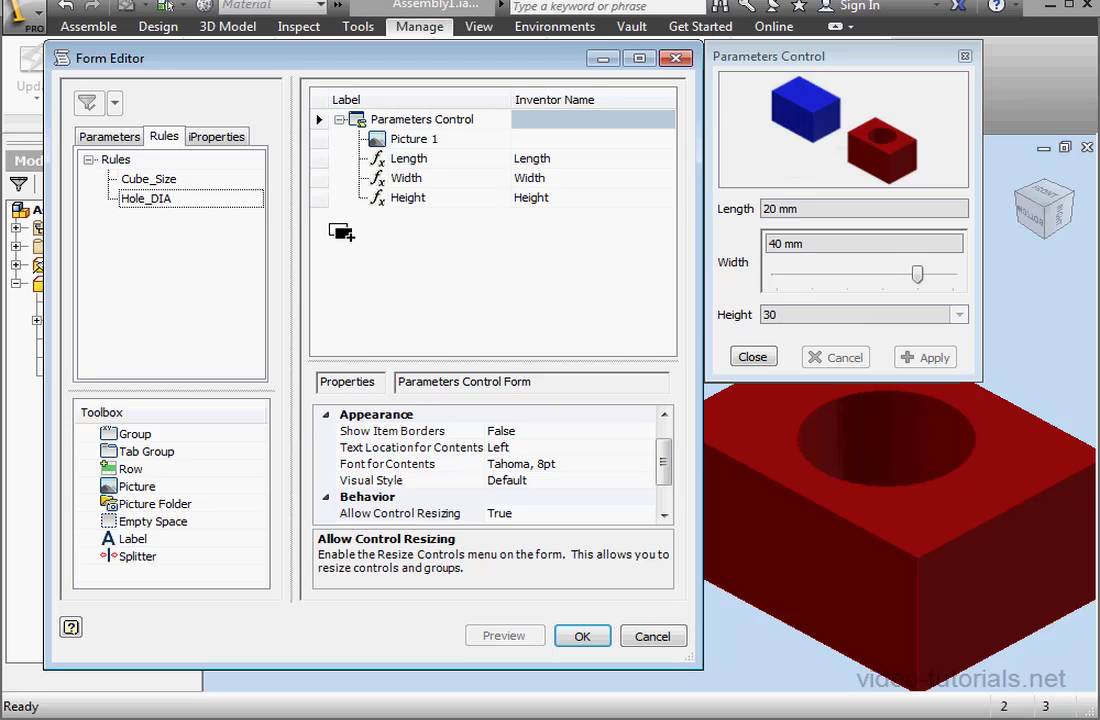 Material
Assembly1.ia...
Type a keyword or phrase
Sign In
PRO
Assemble Design 3D Model Inspect Tools Manage View Environments Vault Get Started Online
Form Editor
Parameters Rules iProperties
Rules
Cube_Size
Hole_DIA
Toolbox
Group
Tab Group
Row
Picture
Picture Folder
Empty Space
A Label
Splitter
Label Inventor Name
Parameters Control
Picture 1
fx Length Length
fx Width Width
fx Height Height
Properties Parameters Control Form
Appearance
Show Item Borders False
Text Location for Contents Left
Font for Contents Tahoma, 8pt
Visual Style Default
Behavior
Allow Control Resizing True
Allow Control Resizing
Enable the Resize Controls menu on the form. This allows you to
resize controls and groups.
Preview OK Cancel
Parameters Control
Length 20 mm
40 mm
Width
Height 30
Close Cancel Apply
FRONT
BOTTOM
video-tutorials.net
Ready 2 3